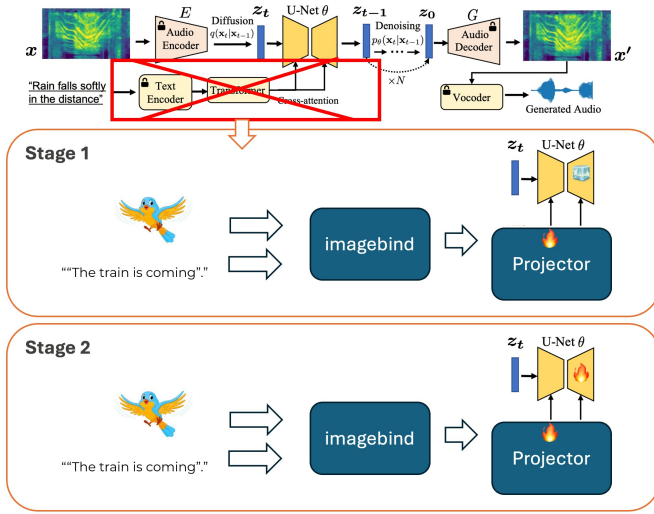 E
Audio
Encoder
Diffusion
q(x_t|x_{t-1})
z_t
U-Net θ
z_{t-1}
Denoising
p_θ(x_t|x_{t-1})
z_0
G
Audio
Decoder
x
x'
×N
"Rain falls softly
in the distance"
Text
Encoder
Transformer
Cross-attention
Vocoder
Generated Audio
Stage 1
z_t
U-Net θ
imagebind
Projector
““The train is coming”.”
Stage 2
z_t
U-Net θ
imagebind
Projector
““The train is coming”.”